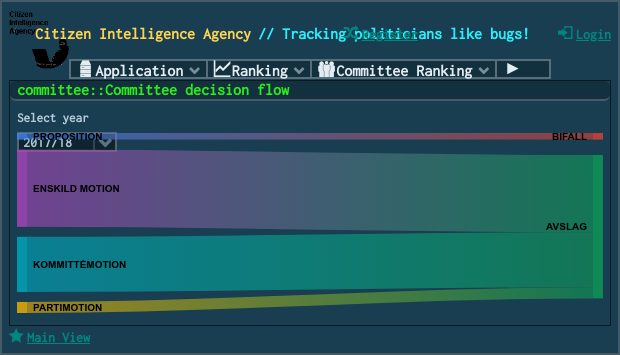 Citizen
Intelligence
Agency
Citizen Intelligence Agency // Tracking politicians like bugs!
Register
Login
Application
Ranking
Committee Ranking
committee::Committee decision flow
Select year
2017/18
PROPOSITION
BIFALL
ENSKILD MOTION
AVSLAG
KOMMITTÉMOTION
PARTIMOTION
Main View